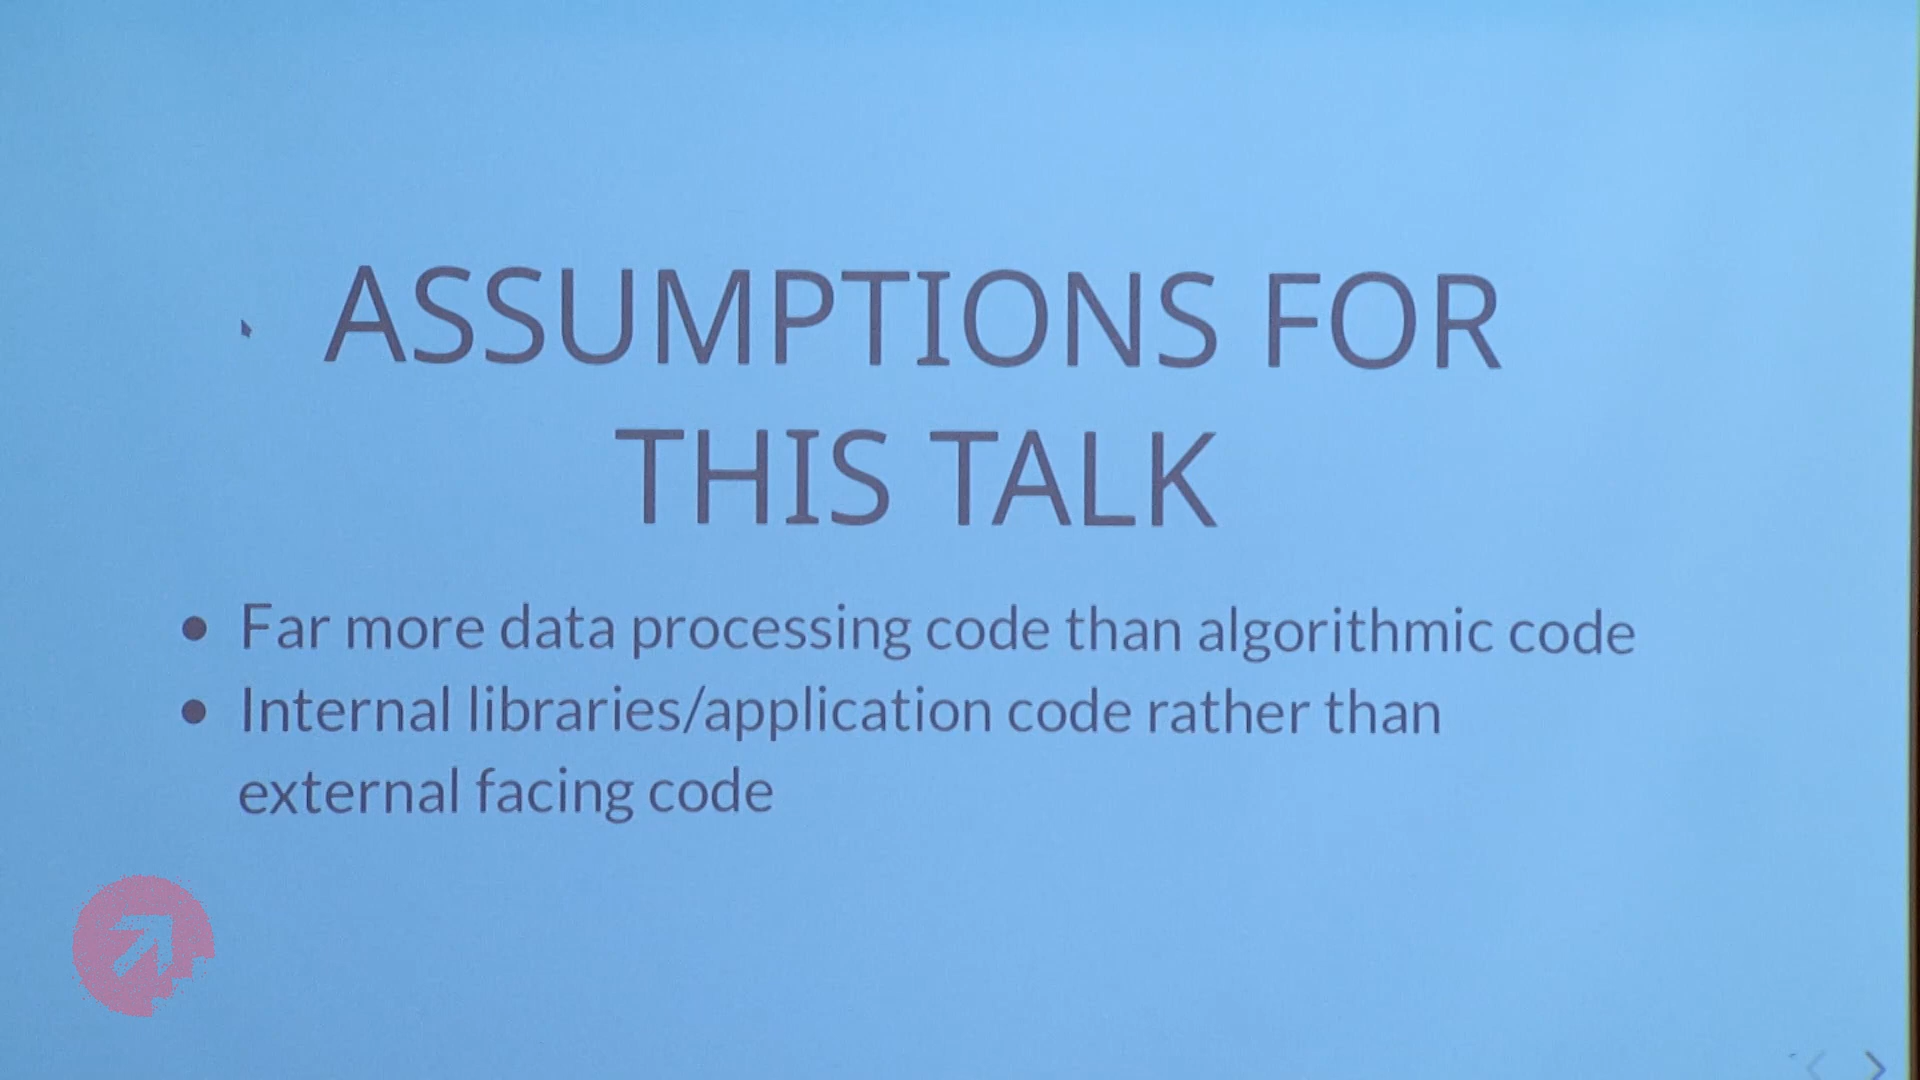 ASSUMPTIONS FOR
THIS TALK
• Far more data processing code than algorithmic code
• Internal libraries/application code rather than
external facing code